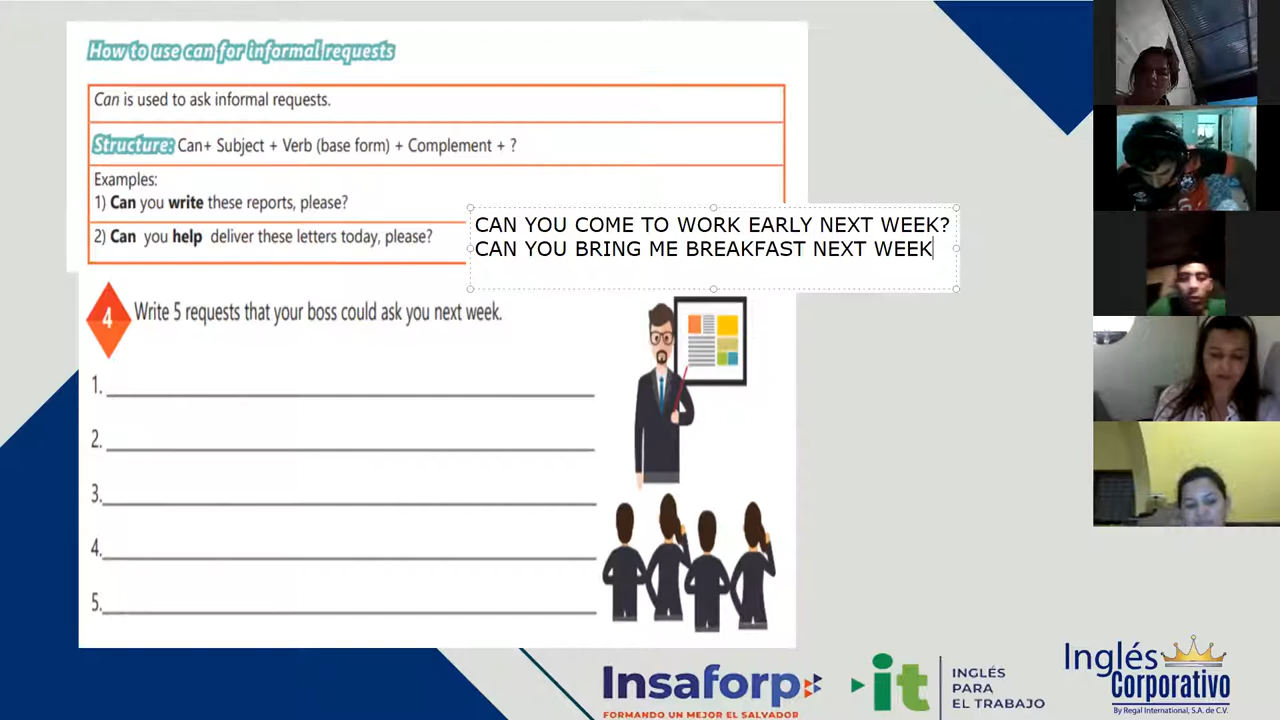 How to use can for informal requests
Can is used to ask informal requests.
Structure: Can+ Subject + Verb (base form) + Complement + ?
Examples:
1) Can you write these reports, please?
2) Can you help deliver these letters today, please?
CAN YOU COME TO WORK EARLY NEXT WEEK?
CAN YOU BRING ME BREAKFAST NEXT WEEK
4 Write 5 requests that your boss could ask you next week.
1.
2.
3.
4.
5.
Insaforp
FORMANDO UN MEJOR EL SALVADOR
it
INGLÉS
PARA
EL TRABAJO
Inglés
Corporativo
By Regal International, S.A. de C.V.